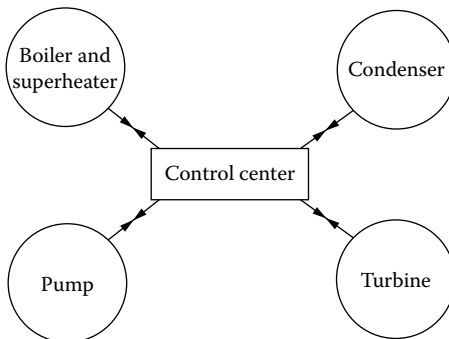 Boiler and
superheater
Condenser
Control center
Pump
Turbine